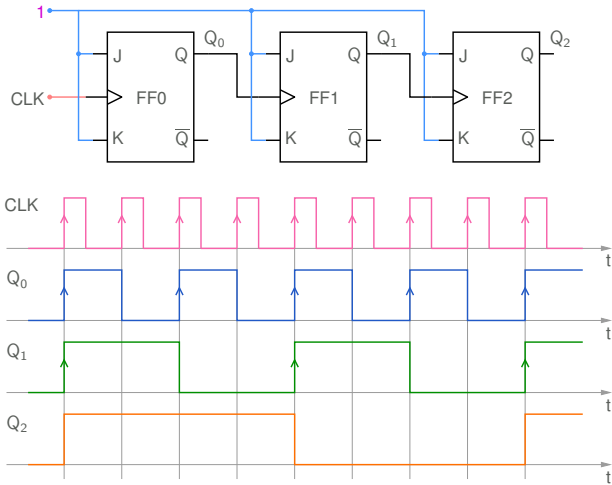 1
J Q Q₀ J Q Q₁ J Q Q₂
CLK FF0 FF1 FF2
K Q̅ K Q̅ K Q̅
CLK
t
Q₀
t
Q₁
t
Q₂
t